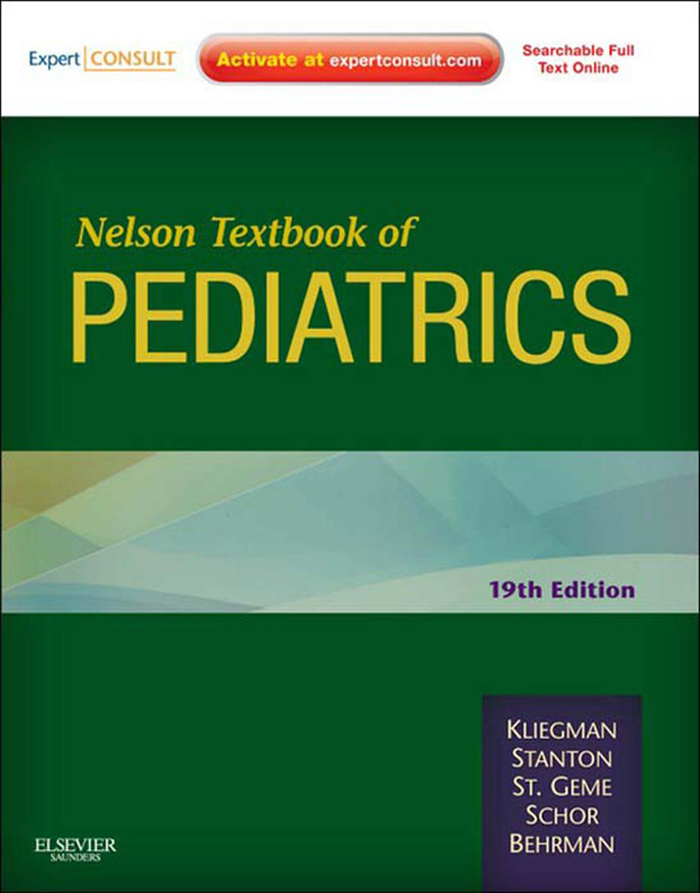 Expert CONSULT
Activate at expertconsult.com
Searchable Full
Text Online
Nelson Textbook of
PEDIATRICS
19th Edition
KLIEGMAN
STANTON
ST. GEME
SCHOR
BEHRMAN
ELSEVIER
SAUNDERS